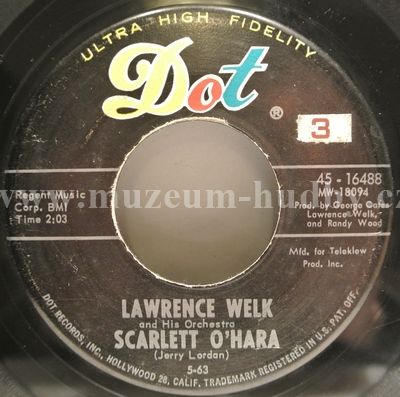 ULTRA HIGH FIDELITY
Dot
®
3
45 - 16488
MW-18094
Prod. by George Cates
Lawrence Welk,
and Randy Wood
Regent Music
Corp. BMI
Time 2:03
www.muzeum-hudby.cz
Mfd. for Teleklew
Prod. Inc.
LAWRENCE WELK
and His Orchestra
SCARLETT O'HARA
(Jerry Lordan)
5-63
DOT RECORDS, INC., HOLLYWOOD 28, CALIF. TRADEMARK REGISTERED IN U.S. PAT. OFF.